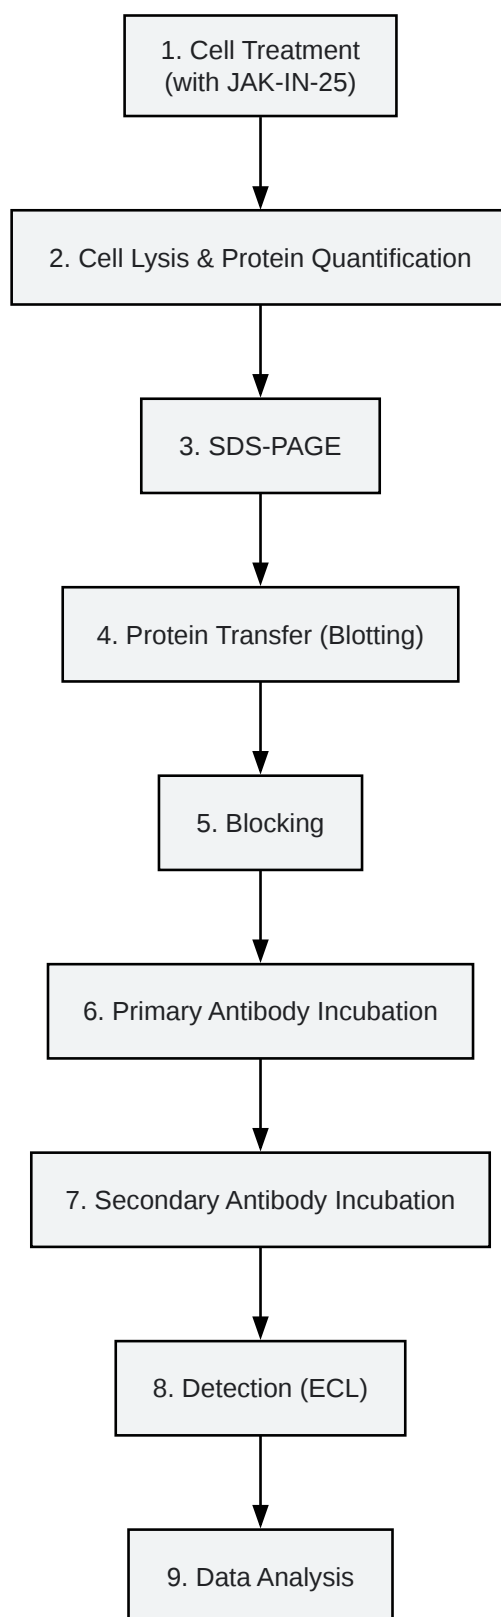 1. Cell Treatment
(with JAK-IN-25)
2. Cell Lysis & Protein Quantification
3. SDS-PAGE
4. Protein Transfer (Blotting)
5. Blocking
6. Primary Antibody Incubation
7. Secondary Antibody Incubation
8. Detection (ECL)
9. Data Analysis